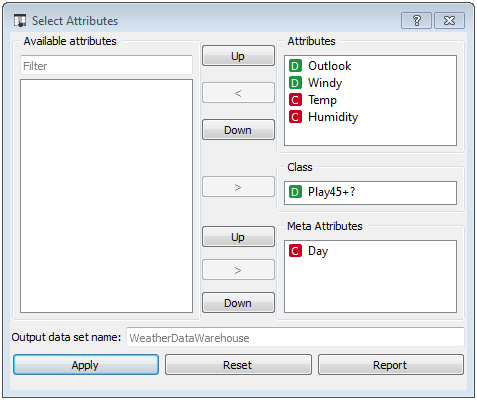 Select Attributes
?
Available attributes
Filter
Up
<
Down
>
Up
>
Down
Attributes
D Outlook
D Windy
C Temp
C Humidity
Class
D Play45+?
Meta Attributes
C Day
Output data set name: WeatherDataWarehouse
Apply Reset Report